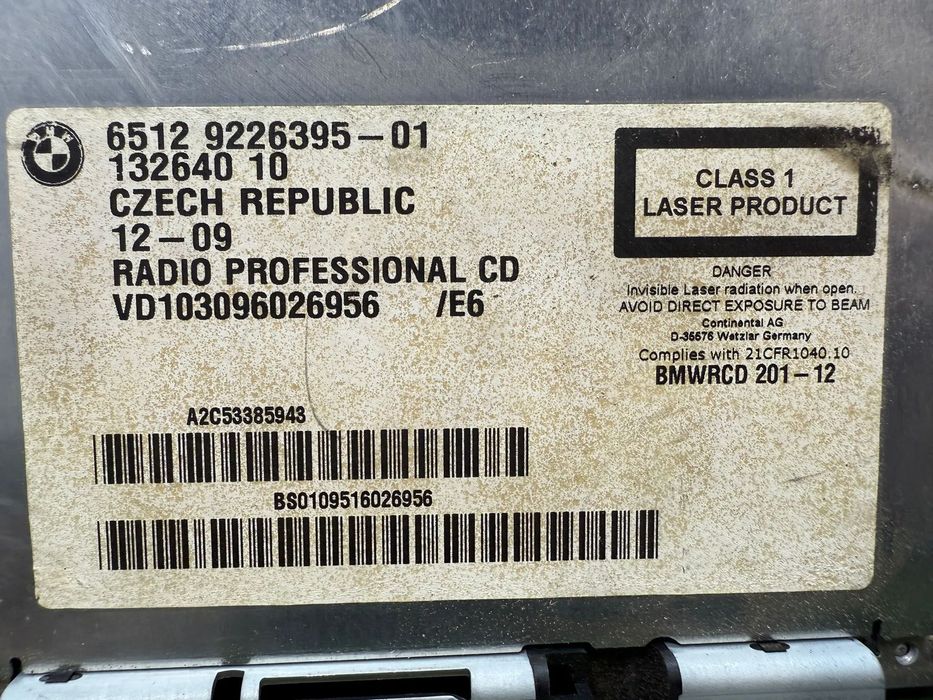 BMW
6512 9226395-01
132640 10
CZECH REPUBLIC
12-09
RADIO PROFESSIONAL CD
VD103096026956 /E6
CLASS 1
LASER PRODUCT
DANGER
Invisible Laser radiation when open.
AVOID DIRECT EXPOSURE TO BEAM
Continental AG
D-35576 Wetzlar Germany
Complies with 21CFR1040.10
BMWRCD 201-12
A2C53385943
BS0109516026956